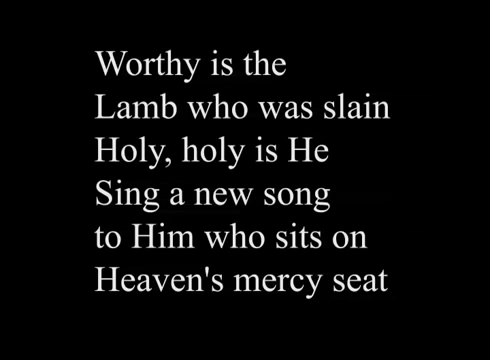 Worthy is the
Lamb who was slain
Holy, holy is He
Sing a new song
to Him who sits on
Heaven's mercy seat